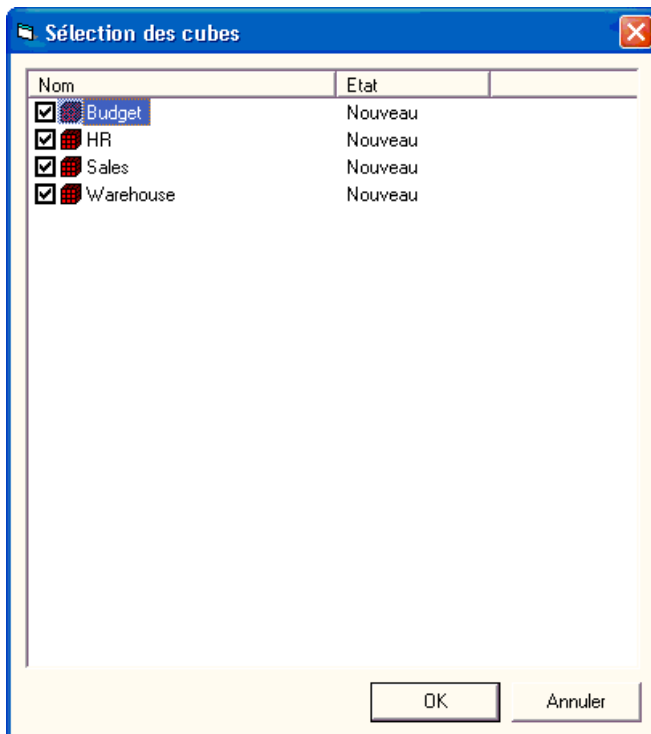 Sélection des cubes
Nom Etat
Budget Nouveau
HR Nouveau
Sales Nouveau
Warehouse Nouveau
OK Annuler